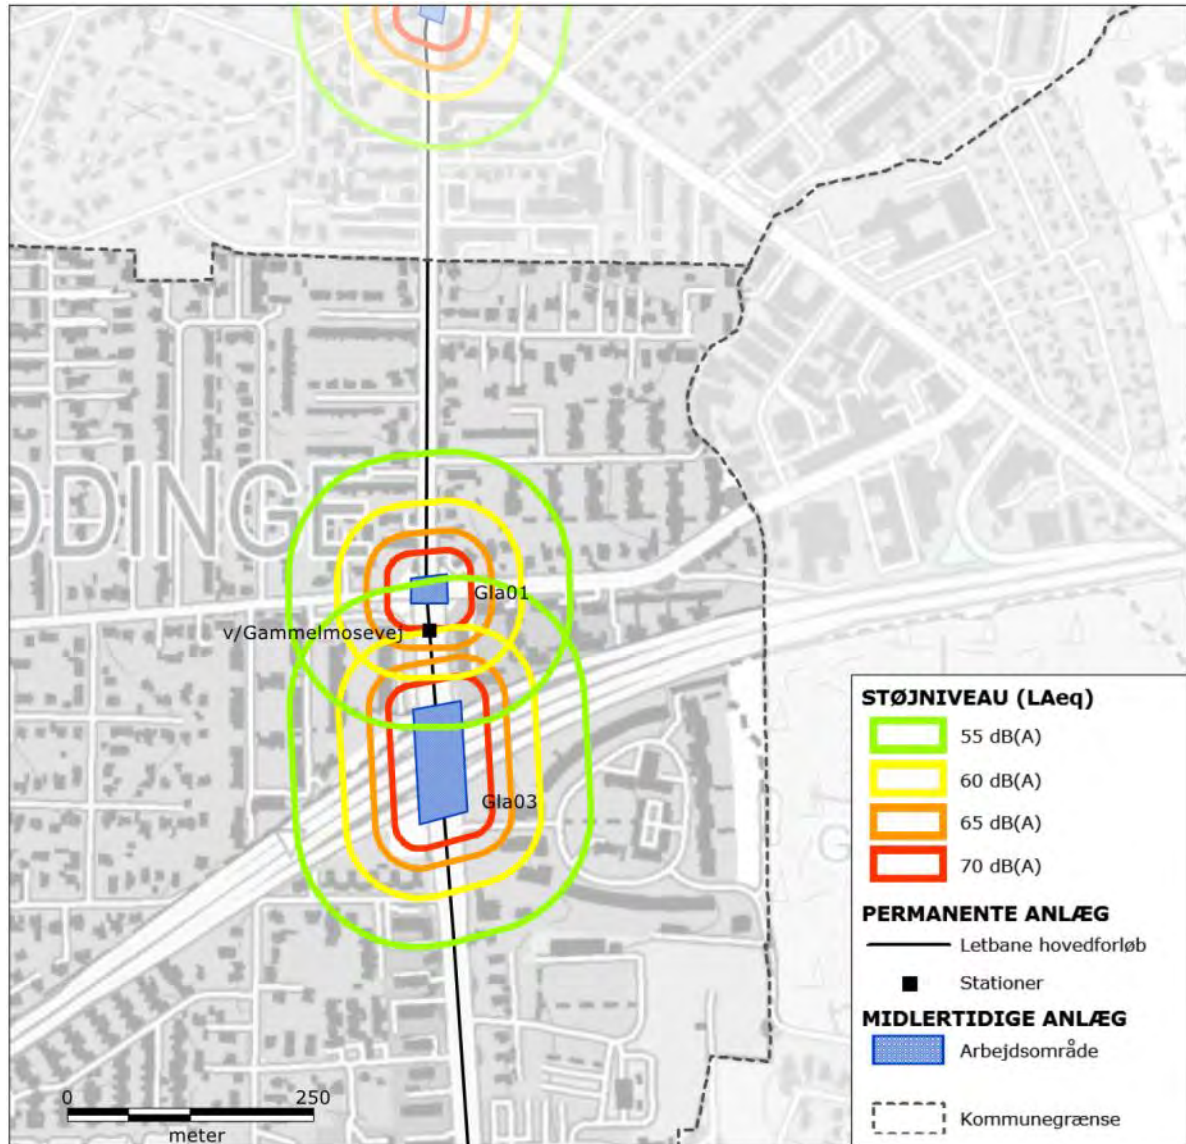 DDINGE
Gla01
v/Gammelmosevej
Gla03
0 250
meter
STØJNIVEAU (LAeq)
55 dB(A)
60 dB(A)
65 dB(A)
70 dB(A)
PERMANENTE ANLÆG
Letbane hovedforløb
Stationer
MIDLERTIDIGE ANLÆG
Arbejdsområde
Kommunegrænse
G